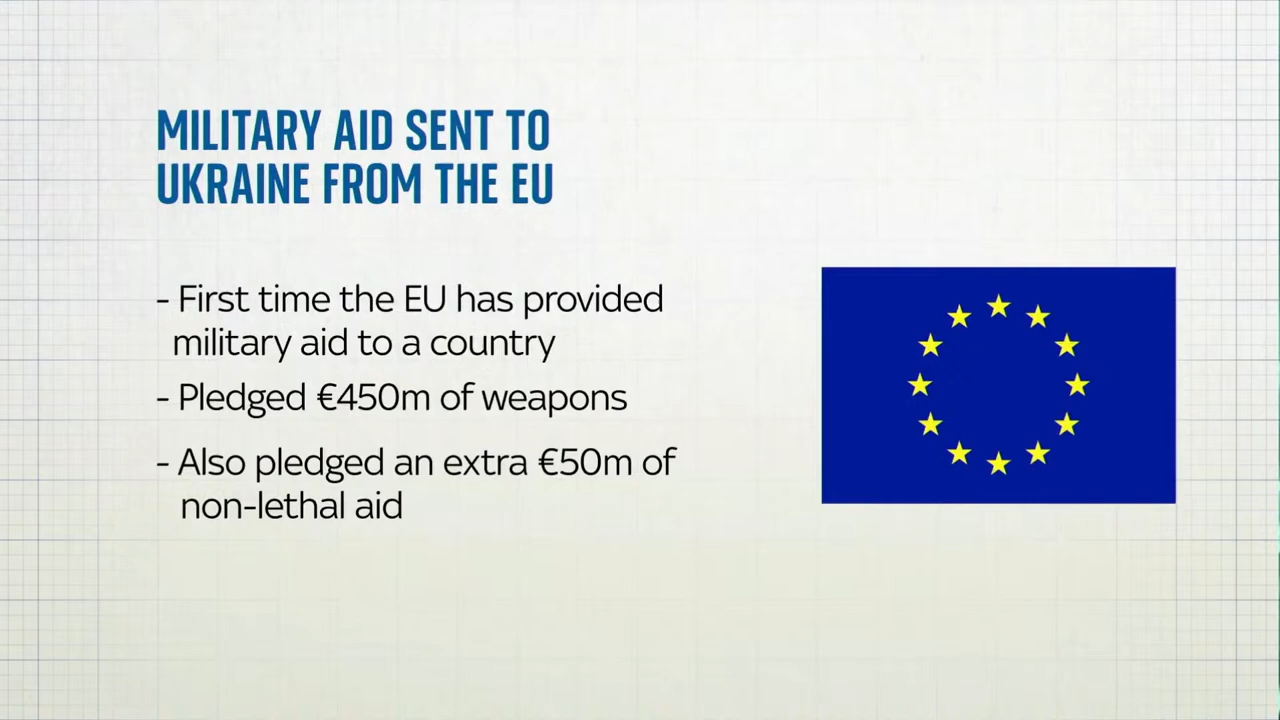 MILITARY AID SENT TO
UKRAINE FROM THE EU
- First time the EU has provided
military aid to a country
- Pledged €450m of weapons
- Also pledged an extra €50m of
non-lethal aid